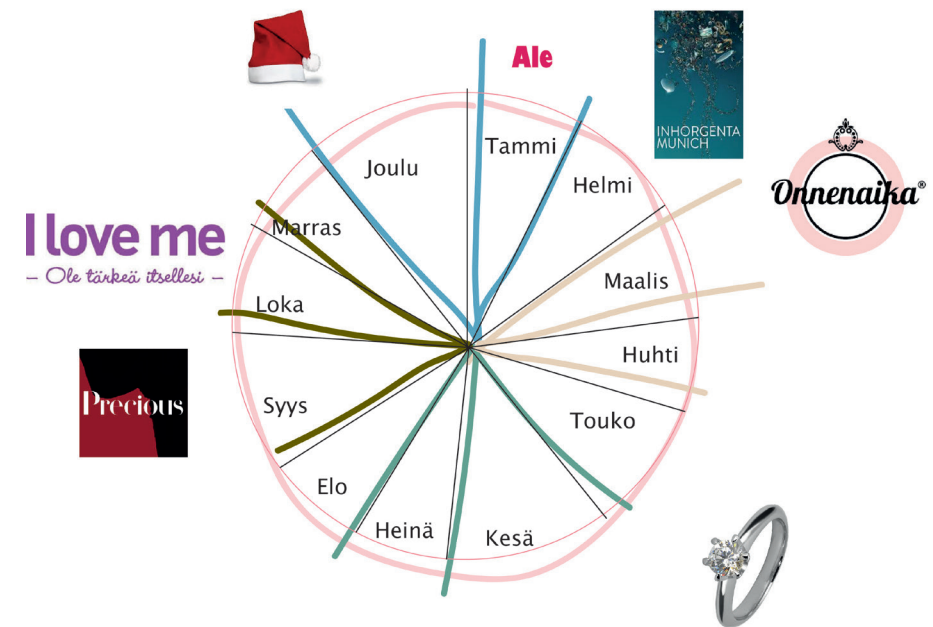 Ale
Tammi
Helmi
Maalis
Huhti
Touko
Kesä
Heinä
Elo
Syys
Loka
Marras
Joulu
INHORGENTA
MUNICH
Onnenaika®
I love me
– Ole tärkeä itsellesi –
Precious